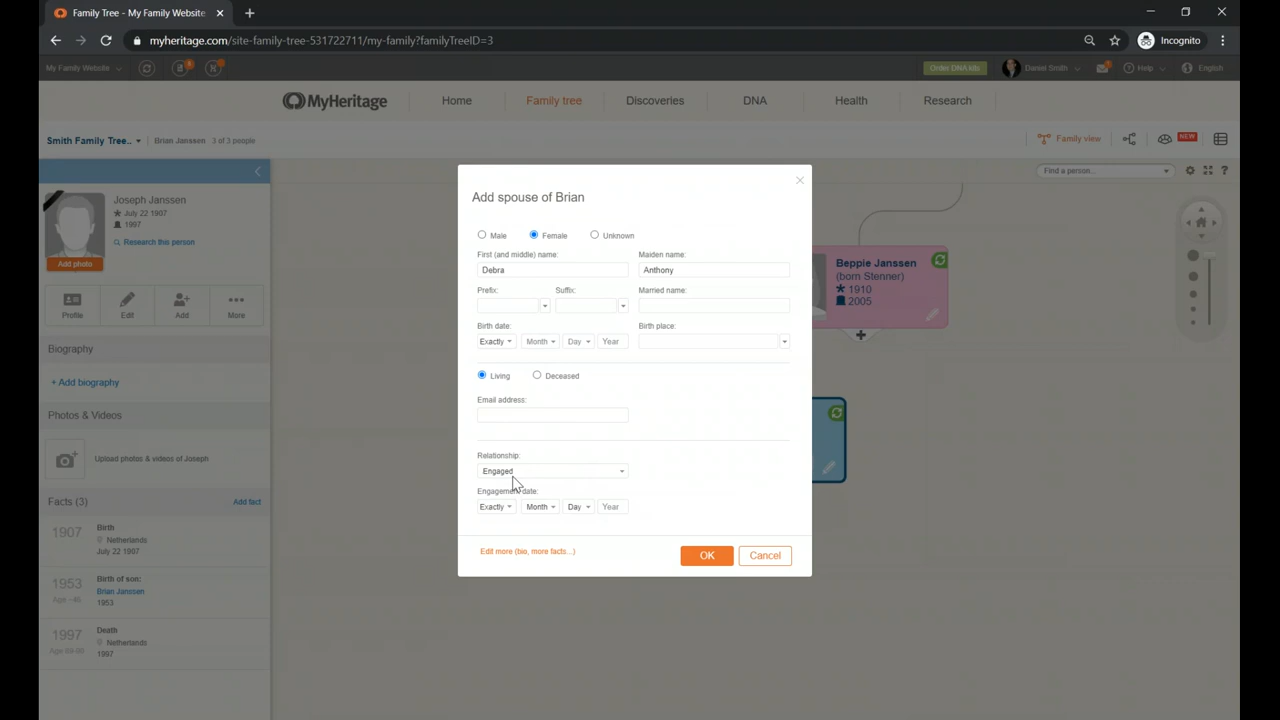 Family Tree - My Family Website
myheritage.com/site-family-tree-531722711/my-family?familyTreeID=3
Incognito
My Family Website
Order DNA kits
Daniel Smith
Help
English
MyHeritage
Home
Family tree
Discoveries
DNA
Health
Research
Smith Family Tree...
Brian Janssen
3 of 3 people
Family view
NEW
Find a person...
Joseph Janssen
July 22 1907
1997
Research this person
Add photo
Profile
Edit
Add
More
Biography
+ Add biography
Photos & Videos
Upload photos & videos of Joseph
Facts (3)
Add fact
1907
Birth
Netherlands
July 22 1907
1953
Birth of son:
Brian Janssen
1953
1997
Death
Netherlands
1997
Beppie Janssen
(born Stenner)
1910
2005
Add spouse of Brian
Male
Female
Unknown
First (and middle) name:
Maiden name:
Debra
Anthony
Prefix:
Suffix:
Married name:
Birth date:
Birth place:
Exactly
Month
Day
Year
Living
Deceased
Email address:
Relationship:
Engaged
Engagement date:
Exactly
Month
Day
Year
Edit more (bio, more facts...)
OK
Cancel